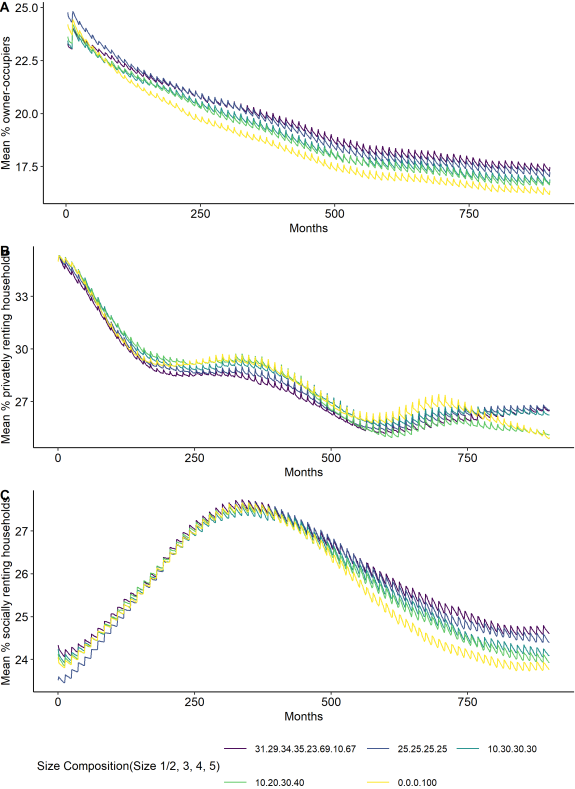 A
Mean % owner-occupiers
25.0
22.5
20.0
17.5
0 250 500 750
Months
B
Mean % privately renting households
33
30
27
0 250 500 750
Months
C
Mean % socially renting households
27
26
25
24
0 250 500 750
Months
Size Composition(Size 1/2, 3, 4, 5)
31.29.34.35.23.69.10.67 25.25.25.25 10.30.30.30
10.20.30.40 0.0.0.100